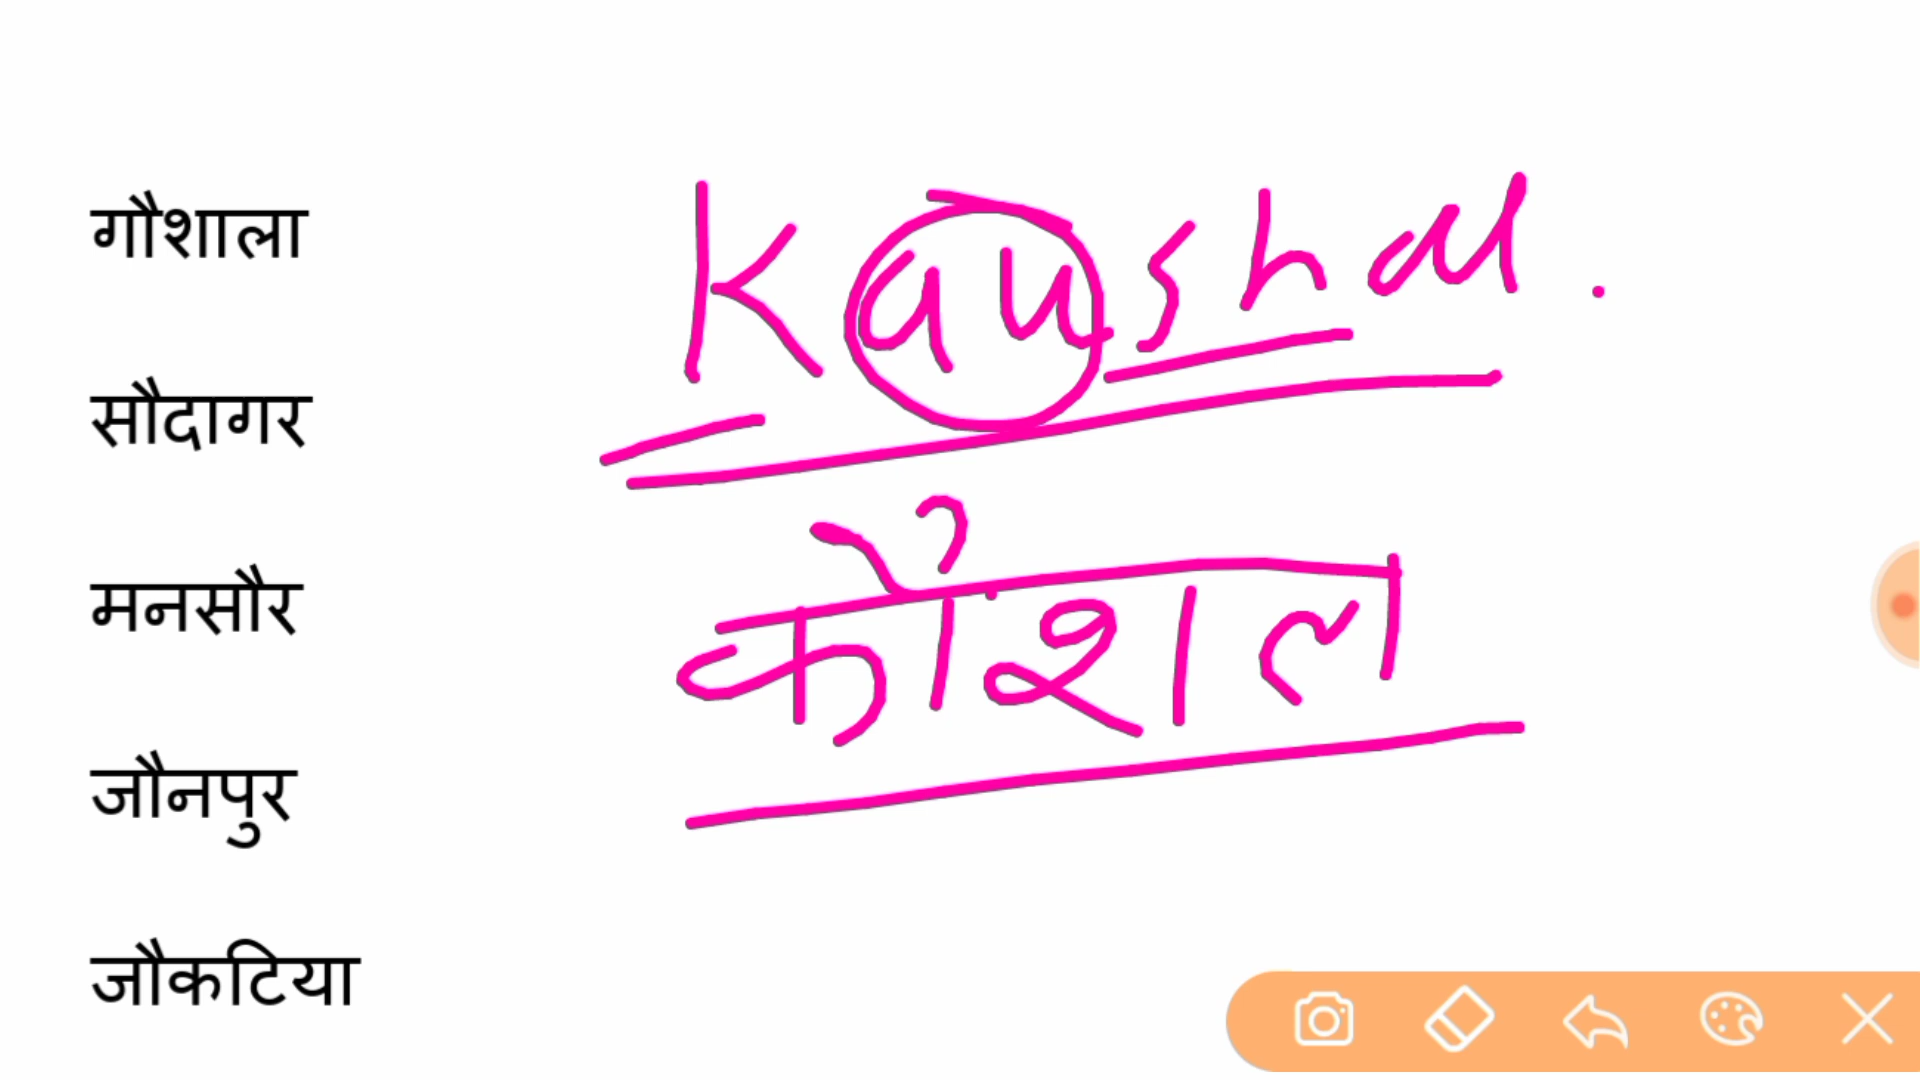 गौशाला
सौदागर
मनसौर
जौनपुर
जौकटिया
Kaushal.
कौशल